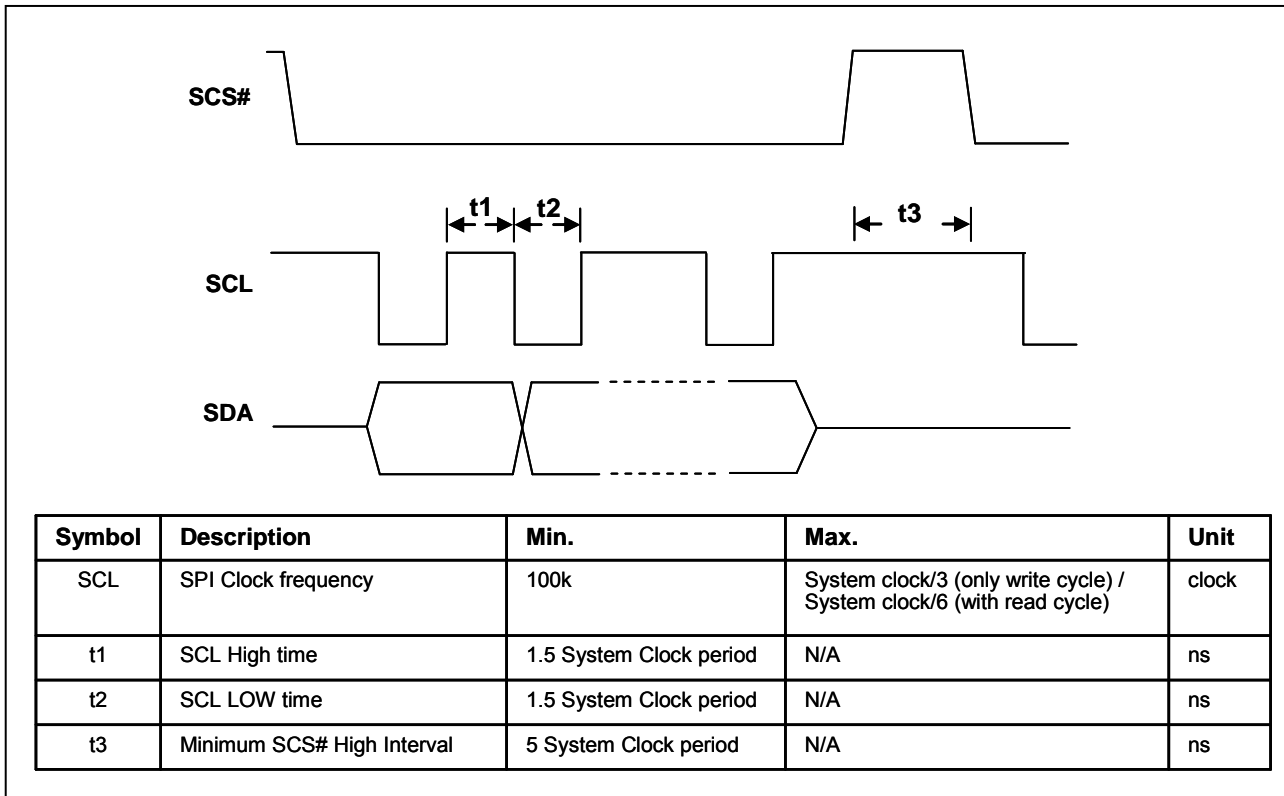 SCS#
t1 t2 t3
SCL
SDA
Symbol Description Min. Max. Unit
SCL SPI Clock frequency 100k System clock/3 (only write cycle) / clock
System clock/6 (with read cycle)
t1 SCL High time 1.5 System Clock period N/A ns
t2 SCL LOW time 1.5 System Clock period N/A ns
t3 Minimum SCS# High Interval 5 System Clock period N/A ns